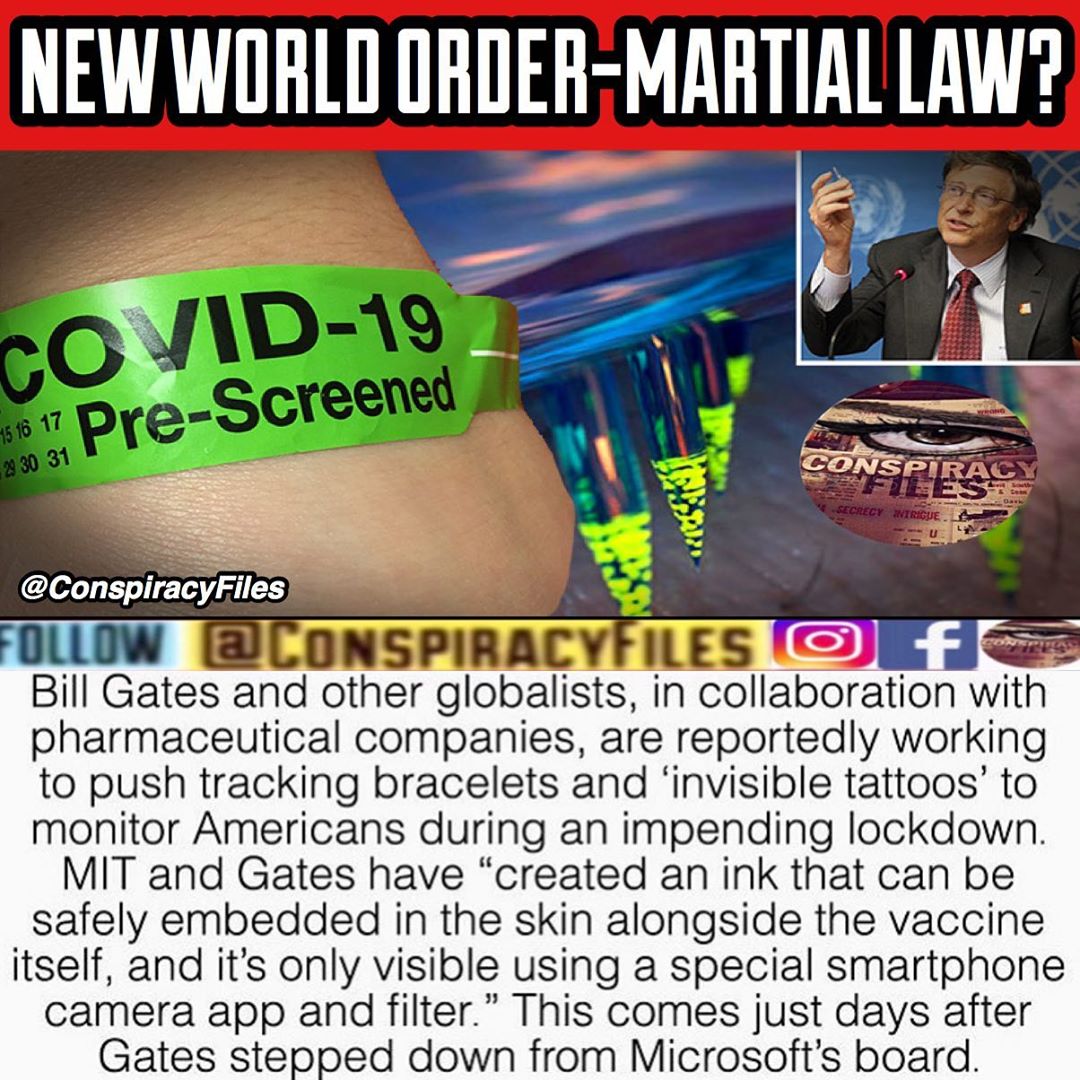 NEW WORLD ORDER-MARTIAL LAW?
COVID-19
15 16 17 Pre-Screened
29 30 31
WRONG
CONSPIRACY
FILES
SECRECY INTRIGUE
@ConspiracyFiles
FOLLOW @CONSPIRACYFILES
Bill Gates and other globalists, in collaboration with
pharmaceutical companies, are reportedly working
to push tracking bracelets and ‘invisible tattoos’ to
monitor Americans during an impending lockdown.
MIT and Gates have “created an ink that can be
safely embedded in the skin alongside the vaccine
itself, and it’s only visible using a special smartphone
camera app and filter.” This comes just days after
Gates stepped down from Microsoft’s board.